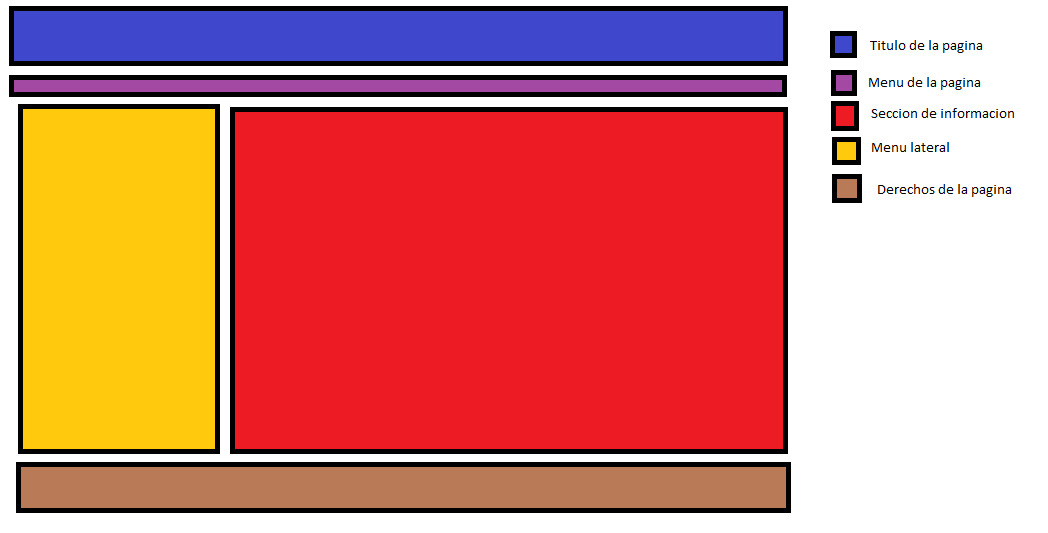 Titulo de la pagina
Menu de la pagina
Seccion de informacion
Menu lateral
Derechos de la pagina